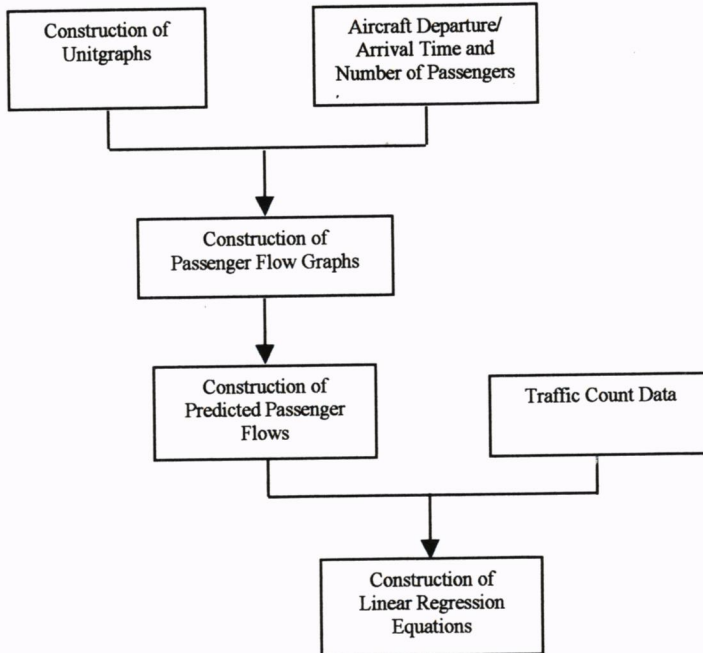 Construction of
Unitgraphs
Aircraft Departure/
Arrival Time and
Number of Passengers
Construction of
Passenger Flow Graphs
Construction of
Predicted Passenger
Flows
Traffic Count Data
Construction of
Linear Regression
Equations